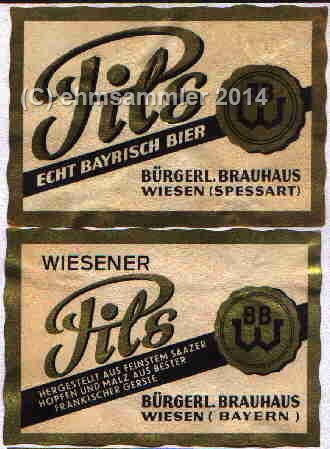 Pils
(C) ehmsammler 2014
B
W
ECHT BAYRISCH BIER
BÜRGERL. BRAUHAUS
WIESEN (SPESSART)
WIESENER
Pils
BB
W
HERGESTELLT AUS FEINSTEM SAAZER
HOPFEN UND MALZ AUS BESTER
FRÄNKISCHER GERSTE
BÜRGERL. BRAUHAUS
WIESEN ( BAYERN )